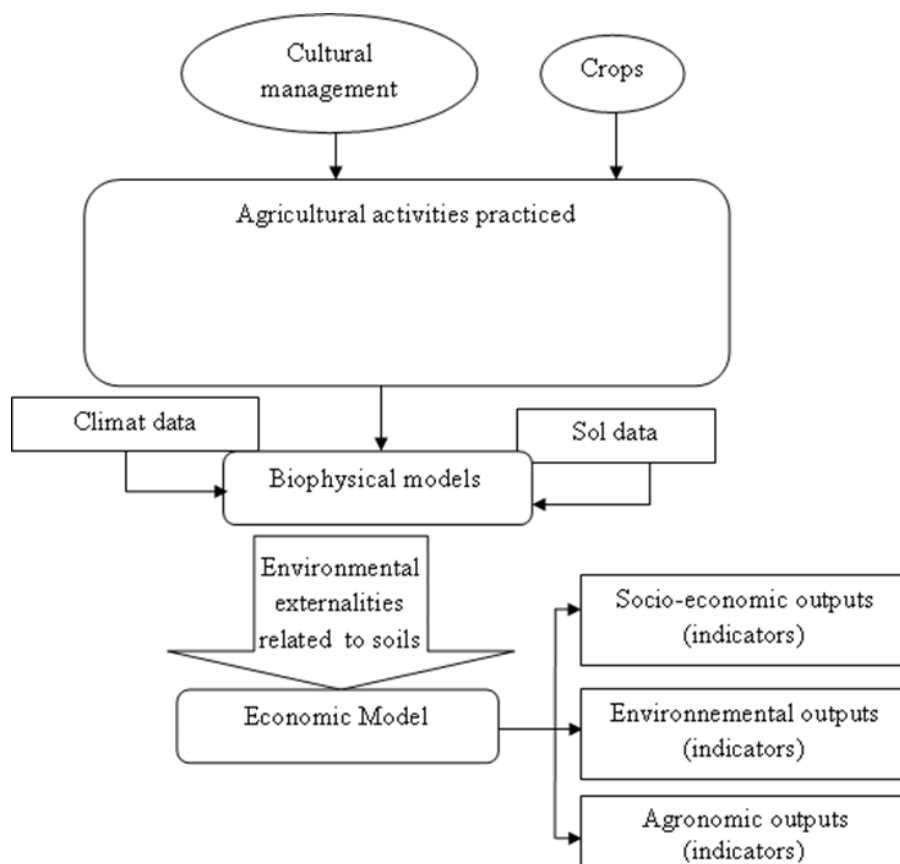 Cultural
management
Crops
Agricultural activities practiced
Climat data
Sol data
Biophysical models
Environmental
externalities
related to soils
Socio-economic outputs
(indicators)
Economic Model
Environnemental outputs
(indicators)
Agronomic outputs
(indicators)